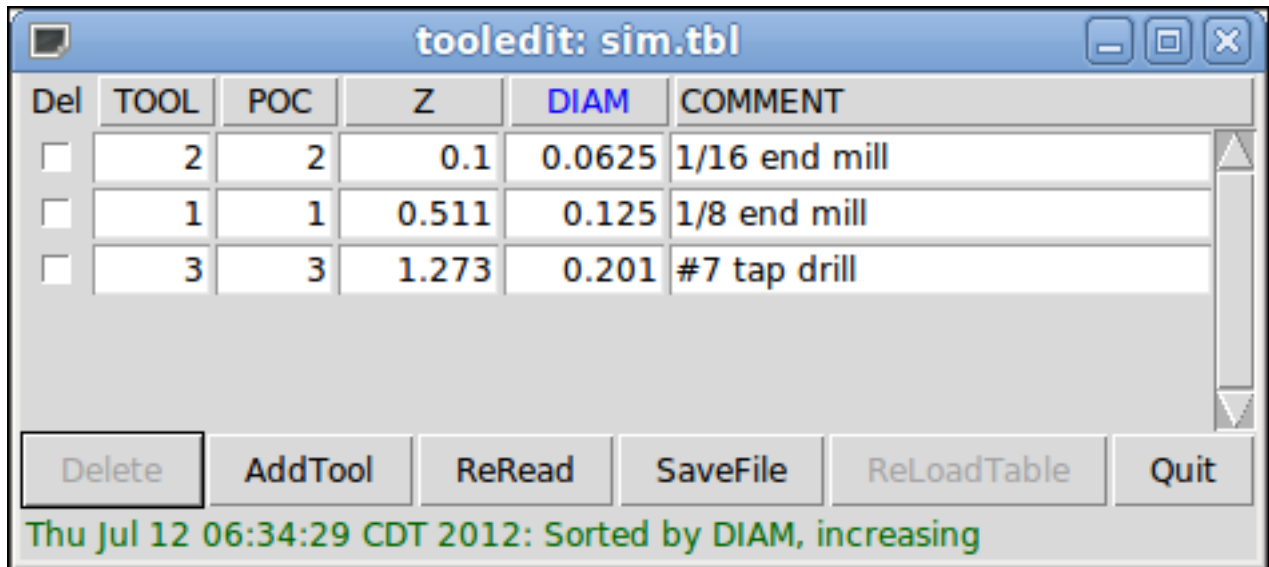 tooledit: sim.tbl
Del TOOL POC Z DIAM COMMENT
2 2 0.1 0.0625 1/16 end mill
1 1 0.511 0.125 1/8 end mill
3 3 1.273 0.201 #7 tap drill
Delete AddTool ReRead SaveFile ReLoadTable Quit
Thu Jul 12 06:34:29 CDT 2012: Sorted by DIAM, increasing